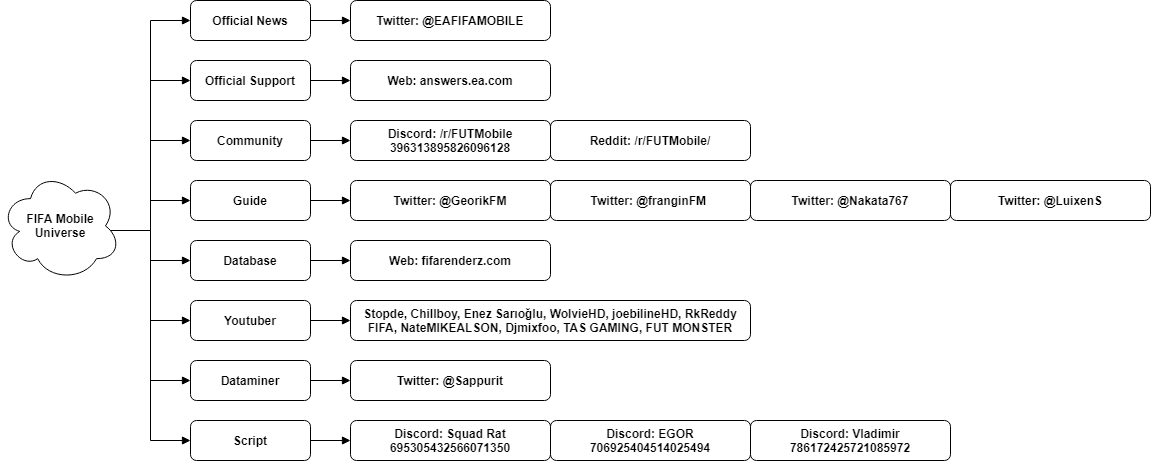 Official News
Twitter: @EAFIFAMOBILE
Official Support
Web: answers.ea.com
Community
Discord: /r/FUTMobile
396313895826096128
Reddit: /r/FUTMobile/
FIFA Mobile
Universe
Guide
Twitter: @GeorikFM
Twitter: @franginFM
Twitter: @Nakata767
Twitter: @LuixenS
Database
Web: fifarenderz.com
Youtuber
Stopde, Chillboy, Enez Sarıoğlu, WolvieHD, joebilineHD, RkReddy
FIFA, NateMIKEALSON, Djmixfoo, TAS GAMING, FUT MONSTER
Dataminer
Twitter: @Sappurit
Script
Discord: Squad Rat
695305432566071350
Discord: EGOR
706925404514025494
Discord: Vladimir
786172425721085972